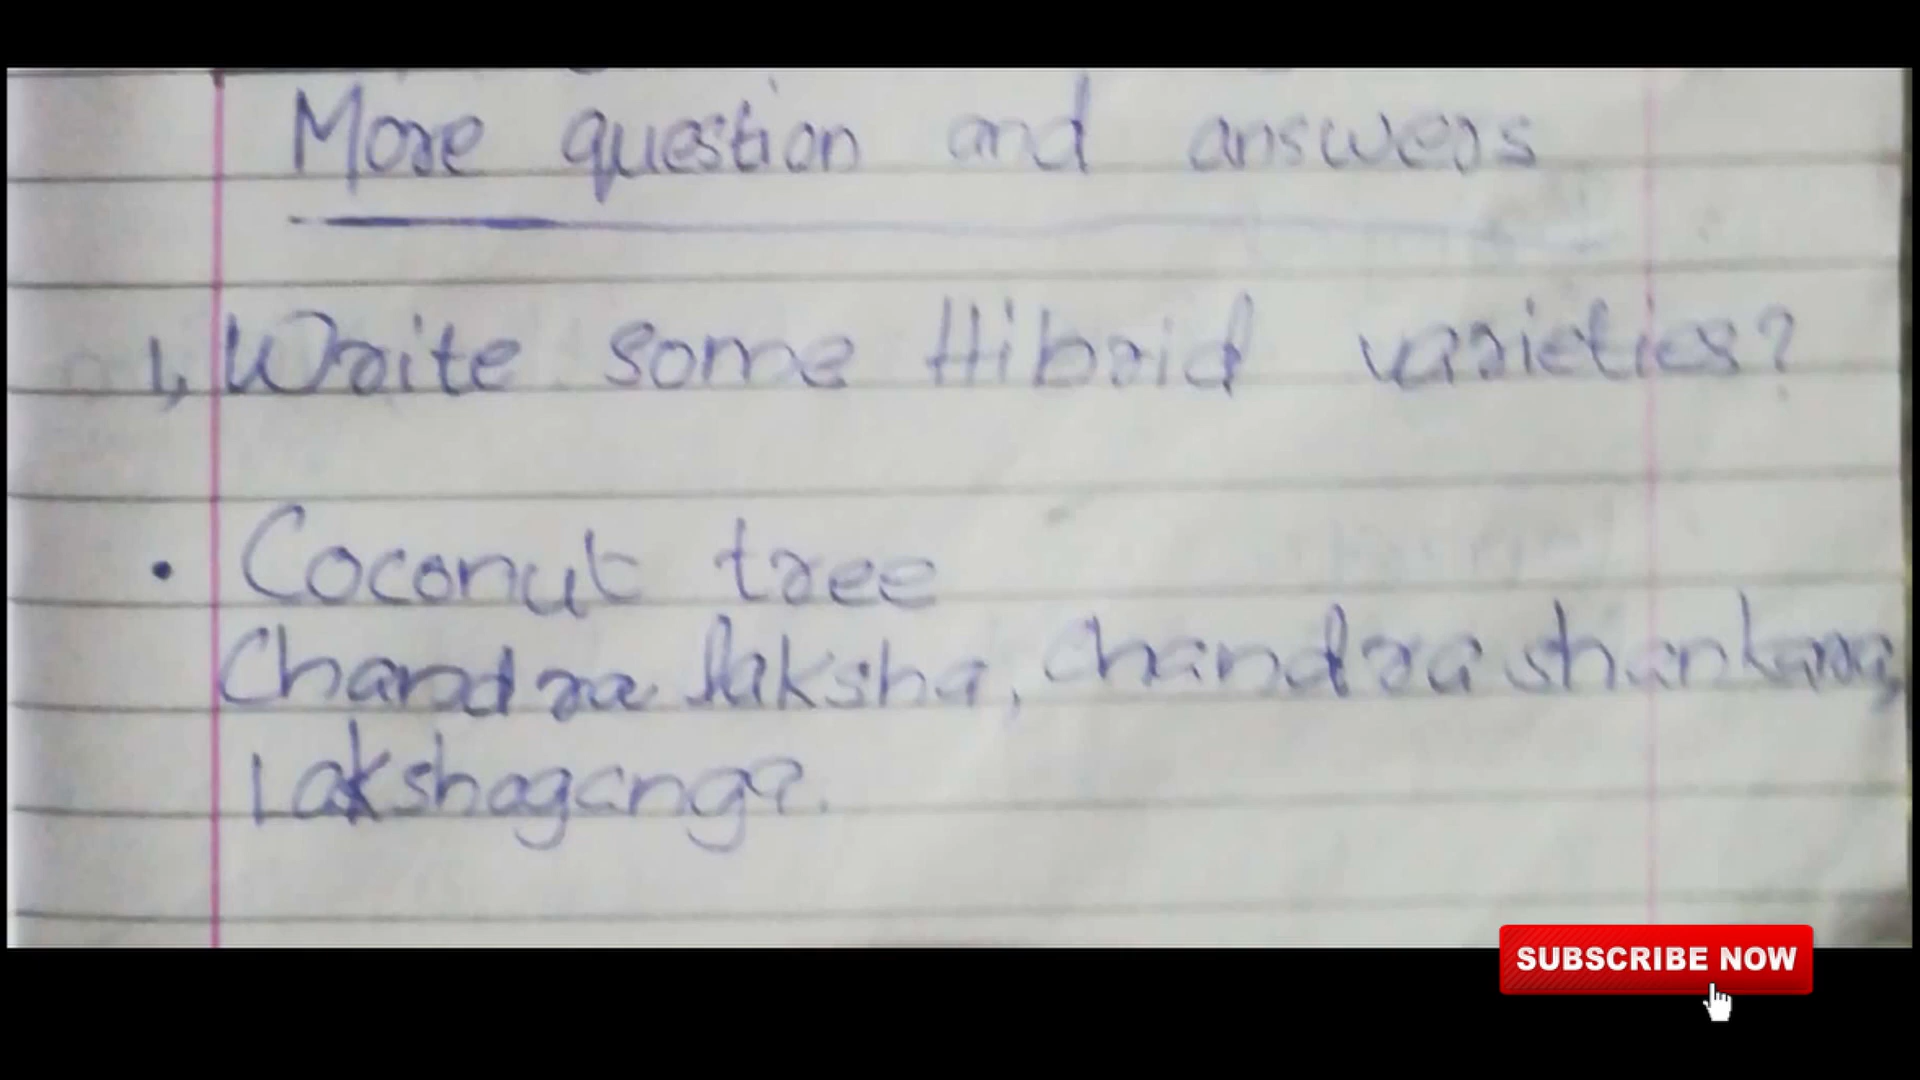 More question and answers
1, Write some Hibrid varieties?
• Coconut tree
Chandra laksha, chandra shankara,
Lakshaganga.
SUBSCRIBE NOW